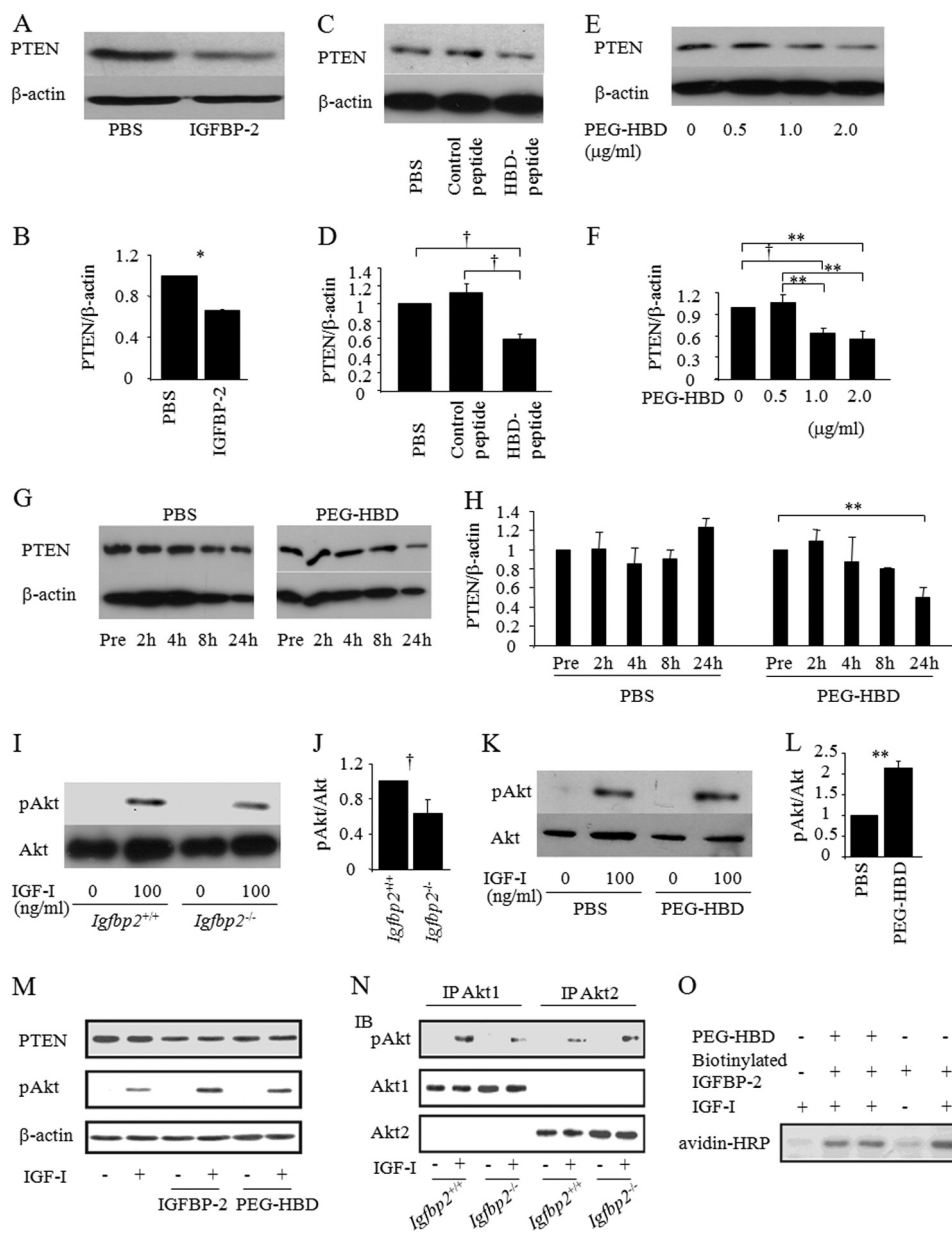 A
PTEN
β-actin
PBS IGFBP-2
C
PTEN
β-actin
PBS
Control peptide
HBD-peptide
E
PTEN
β-actin
PEG-HBD 0 0.5 1.0 2.0
(μg/ml)
B
PTEN/β-actin
1.2
0.8
0.4
0
*
PBS
IGFBP-2
D
PTEN/β-actin
1.4
1.2
1
0.8
0.6
0.4
0.2
0
†
†
PBS
Control peptide
HBD-peptide
F
PTEN/β-actin
1.2
0.9
0.6
0.3
0
**
†
**
**
PEG-HBD 0 0.5 1.0 2.0
(μg/ml)
G
PBS PEG-HBD
PTEN
β-actin
Pre 2h 4h 8h 24h Pre 2h 4h 8h 24h
H
PTEN/β-actin
1.4
1.2
1
0.8
0.6
0.4
0.2
0
**
Pre 2h 4h 8h 24h Pre 2h 4h 8h 24h
PBS PEG-HBD
I
pAkt
Akt
IGF-I 0 100 0 100
(ng/ml)
Igfbp2+/+ Igfbp2-/-
J
pAkt/Akt
1.2
0.8
0.4
0
†
Igfbp2+/+
Igfbp2-/-
K
pAkt
Akt
IGF-I 0 100 0 100
(ng/ml)
PBS PEG-HBD
L
pAkt/Akt
2.5
2
1.5
1
0.5
0
**
PBS
PEG-HBD
M
PTEN
pAkt
β-actin
IGF-I - + - + - +
IGFBP-2 PEG-HBD
N
IP Akt1 IP Akt2
IB
pAkt
Akt1
Akt2
IGF-I - + - + - + - +
Igfbp2+/+ Igfbp2-/- Igfbp2+/+ Igfbp2-/-
O
PEG-HBD - + + - -
Biotinylated
IGFBP-2 - + + + +
IGF-I + + + - +
avidin-HRP